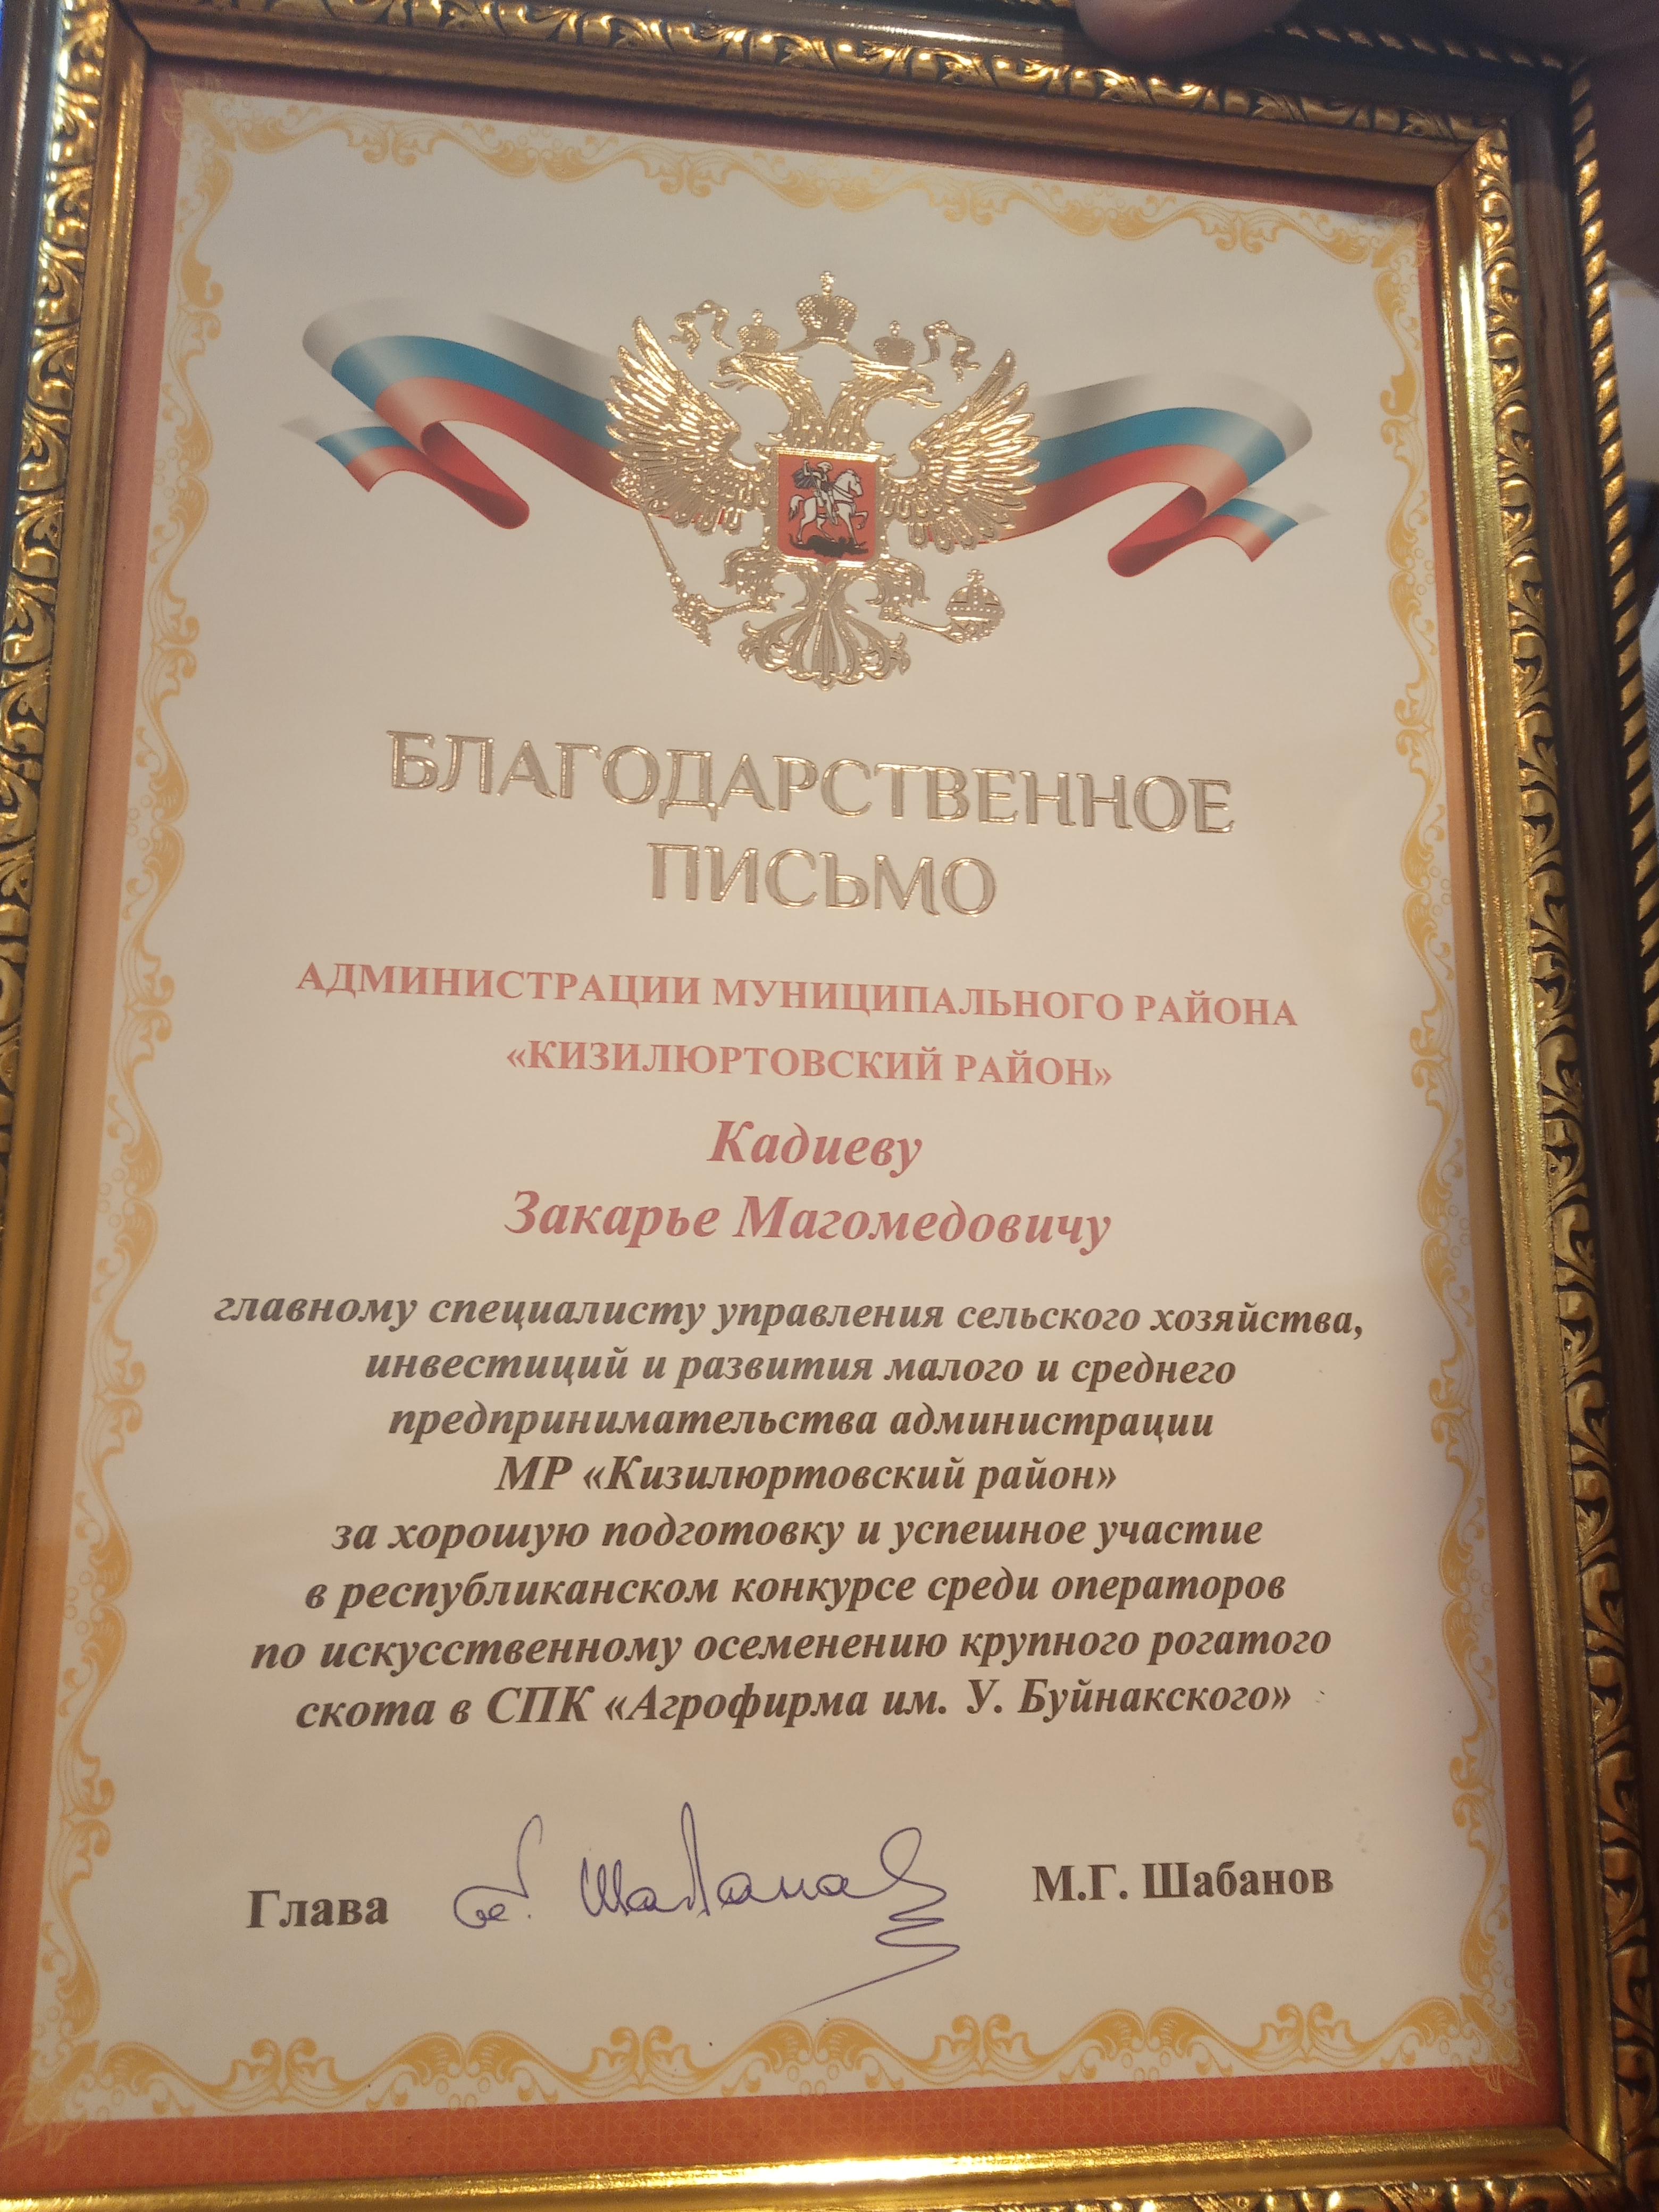 БЛАГОДАРСТВЕННОЕ
ПИСЬМО
АДМИНИСТРАЦИИ МУНИЦИПАЛЬНОГО РАЙОНА
«КИЗИЛЮРТОВСКИЙ РАЙОН»
Кадиеву
Закарье Магомедовичу
главному специалисту управления сельского хозяйства,
инвестиций и развития малого и среднего
предпринимательства администрации
МР «Кизилюртовский район»
за хорошую подготовку и успешное участие
в республиканском конкурсе среди операторов
по искусственному осеменению крупного рогатого
скота в СПК «Агрофирма им. У. Буйнакского»
Глава М.Г. Шабанов